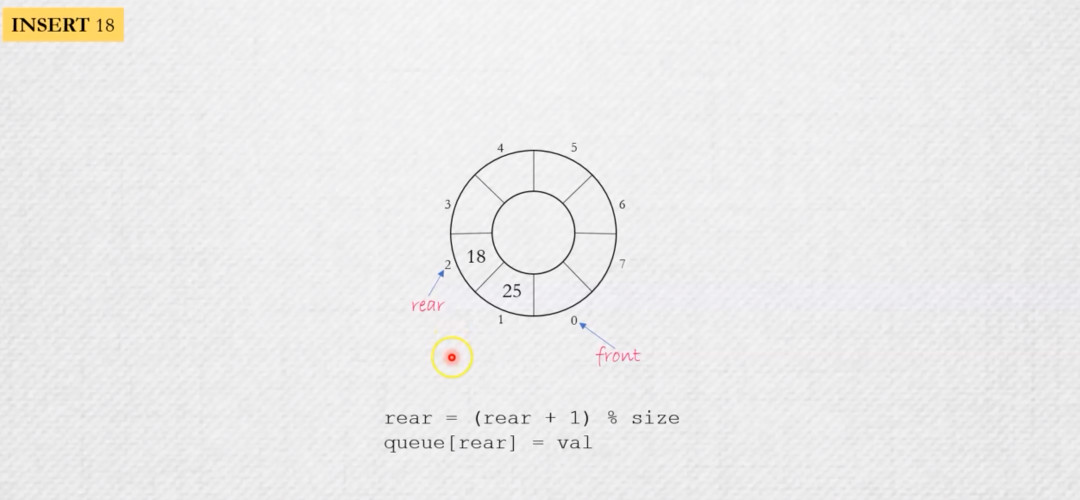 INSERT 18
4
5
3
6
18
2
7
25
rear
1
0
front
rear = (rear + 1) % size
queue[rear] = val